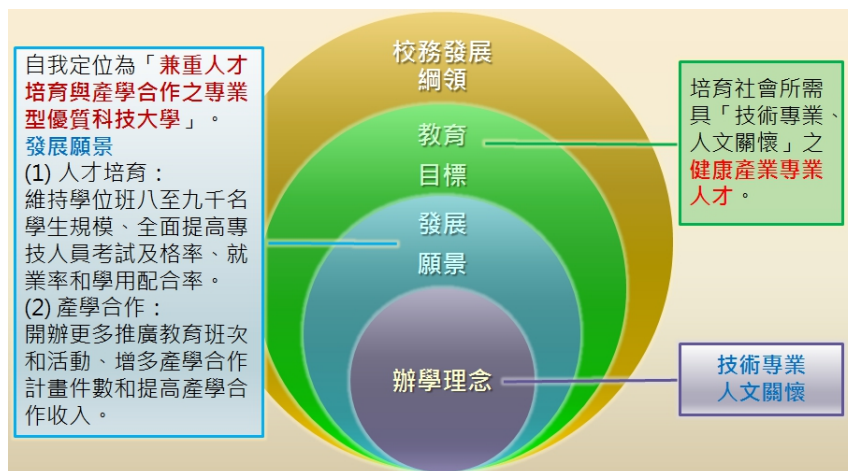 自我定位為「兼重人才
培育與產學合作之專業
型優質科技大學」。
發展願景
(1) 人才培育：
維持學位班八至九千名
學生規模、全面提高專
技人員考試及格率、就
業率和學用配合率。
(2) 產學合作：
開辦更多推廣教育班次
和活動、增多產學合作
計畫件數和提高產學合
作收入。
校務發展
綱領
教育
目標
發展
願景
辦學理念
培育社會所需
具「技術專業、
人文關懷」之
健康產業專業
人才。
技術專業
人文關懷